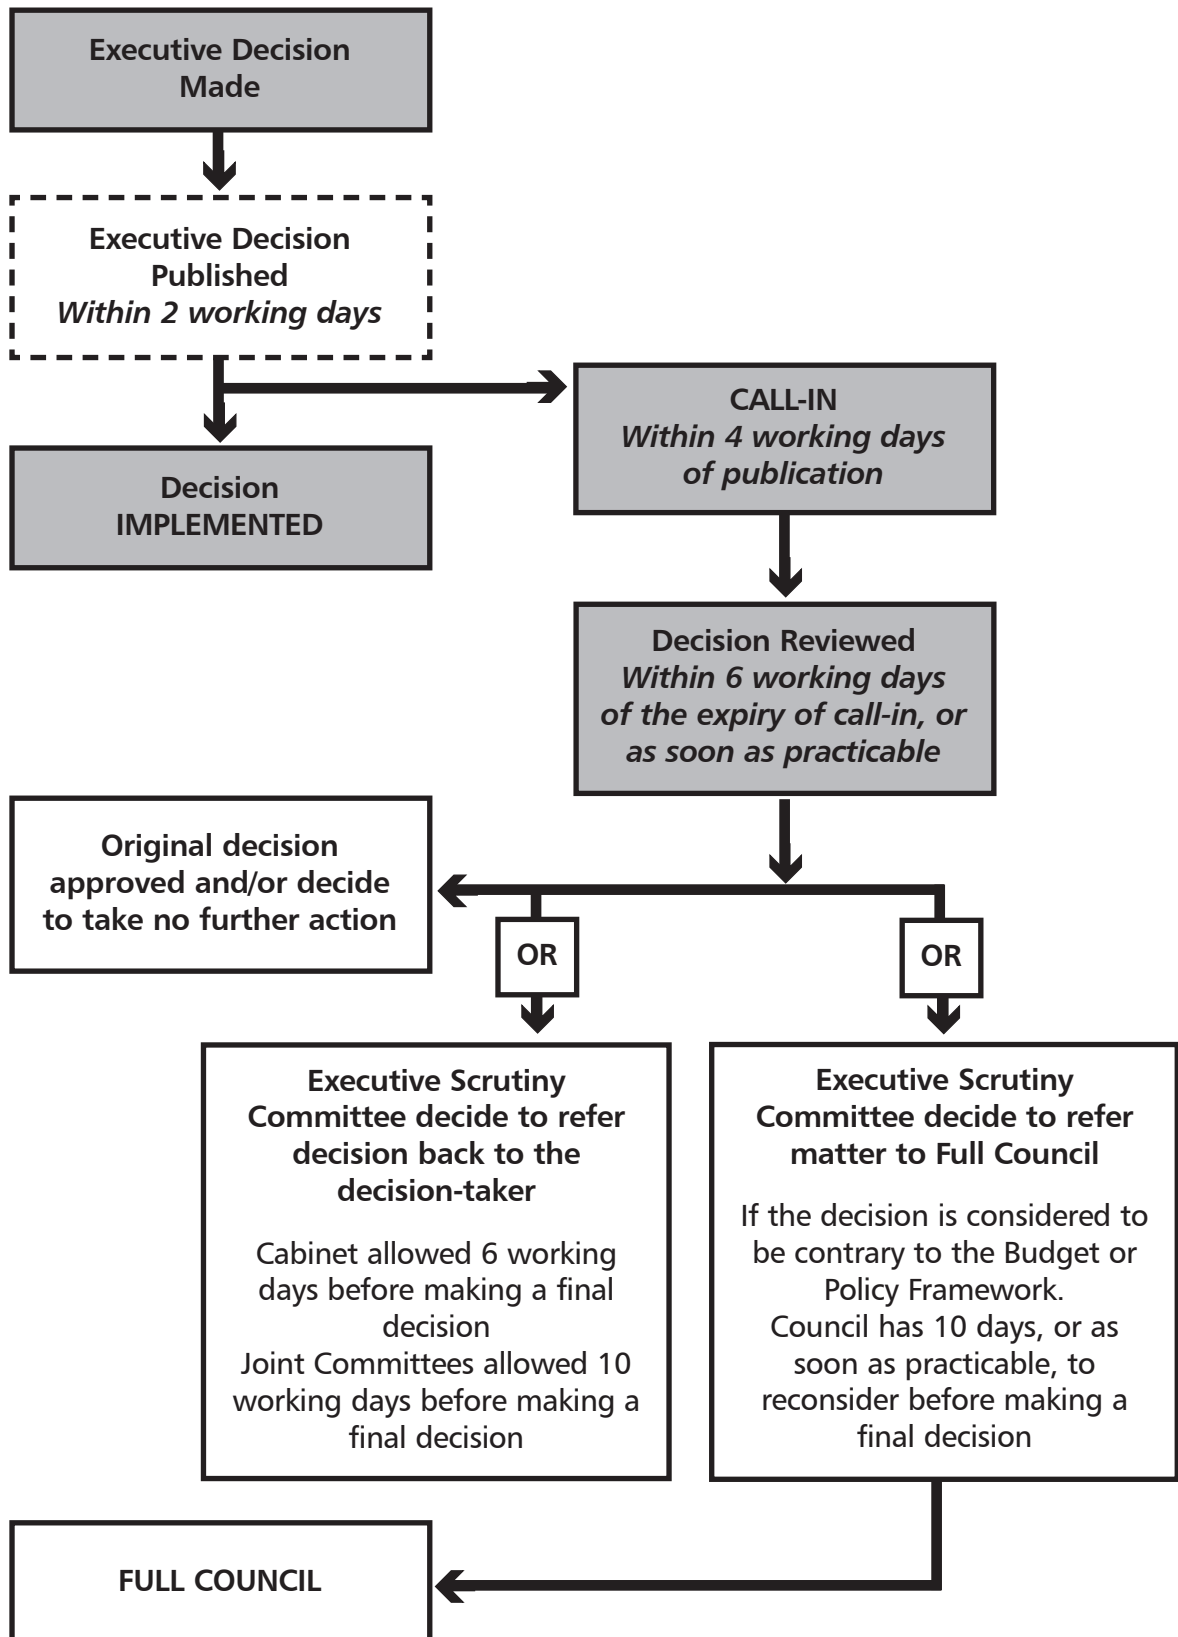 Executive Decision
Made
Executive Decision
Published
Within 2 working days
CALL-IN
Within 4 working days
of publication
Decision
IMPLEMENTED
Decision Reviewed
Within 6 working days
of the expiry of call-in, or
as soon as practicable
Original decision
approved and/or decide
to take no further action
OR
OR
Executive Scrutiny
Committee decide to refer
decision back to the
decision-taker
Cabinet allowed 6 working
days before making a final
decision
Joint Committees allowed 10
working days before making a
final decision
Executive Scrutiny
Committee decide to refer
matter to Full Council
If the decision is considered to
be contrary to the Budget or
Policy Framework.
Council has 10 days, or as
soon as practicable, to
reconsider before making a
final decision
FULL COUNCIL